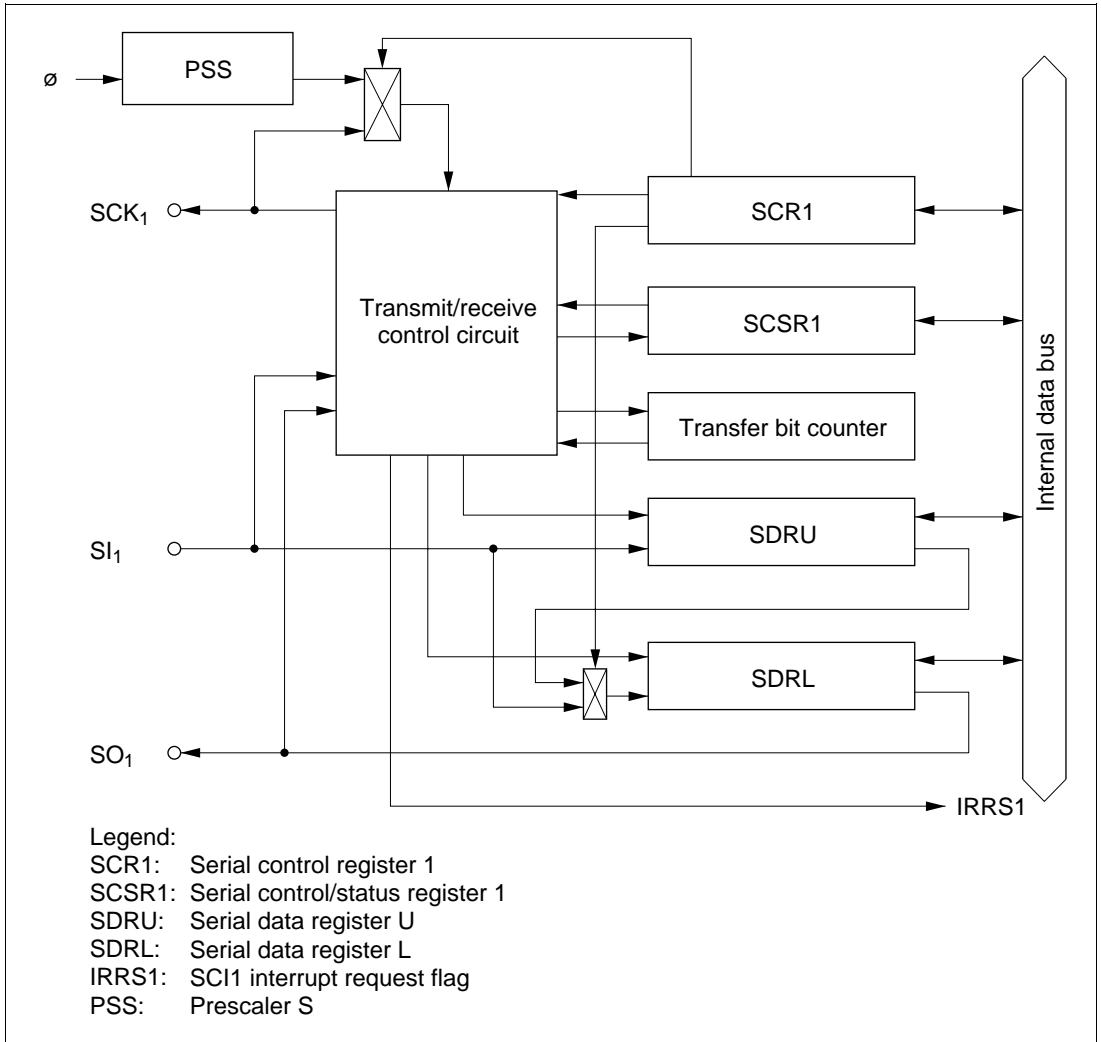 ø
PSS
SCK1
SCR1
SCSR1
Transmit/receive
control circuit
Transfer bit counter
Internal data bus
SDRU
SI1
SDRL
SO1
IRRS1
Legend:
SCR1: Serial control register 1
SCSR1: Serial control/status register 1
SDRU: Serial data register U
SDRL: Serial data register L
IRRS1: SCI1 interrupt request flag
PSS: Prescaler S